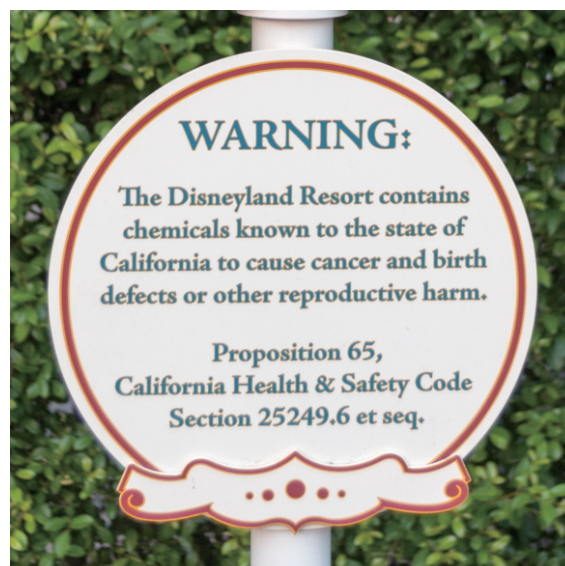 WARNING:
The Disneyland Resort contains
chemicals known to the state of
California to cause cancer and birth
defects or other reproductive harm.
Proposition 65,
California Health & Safety Code
Section 25249.6 et seq.